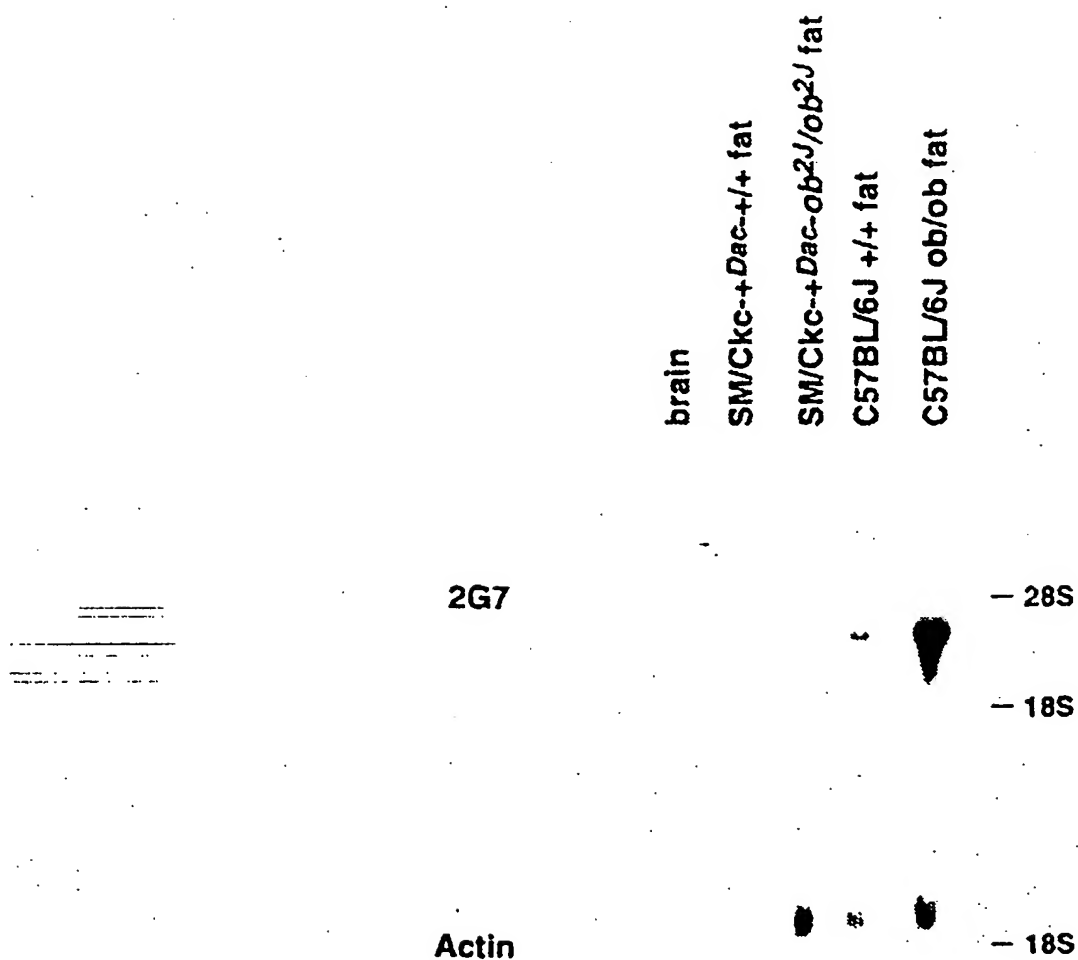 brain
SM/Ckc-+Dac-+/+ fat
SM/Ckc-+Dac-ob2J/ob2J fat
C57BL/6J +/+ fat
C57BL/6J ob/ob fat
2G7
– 28S
– 18S
Actin
– 18S